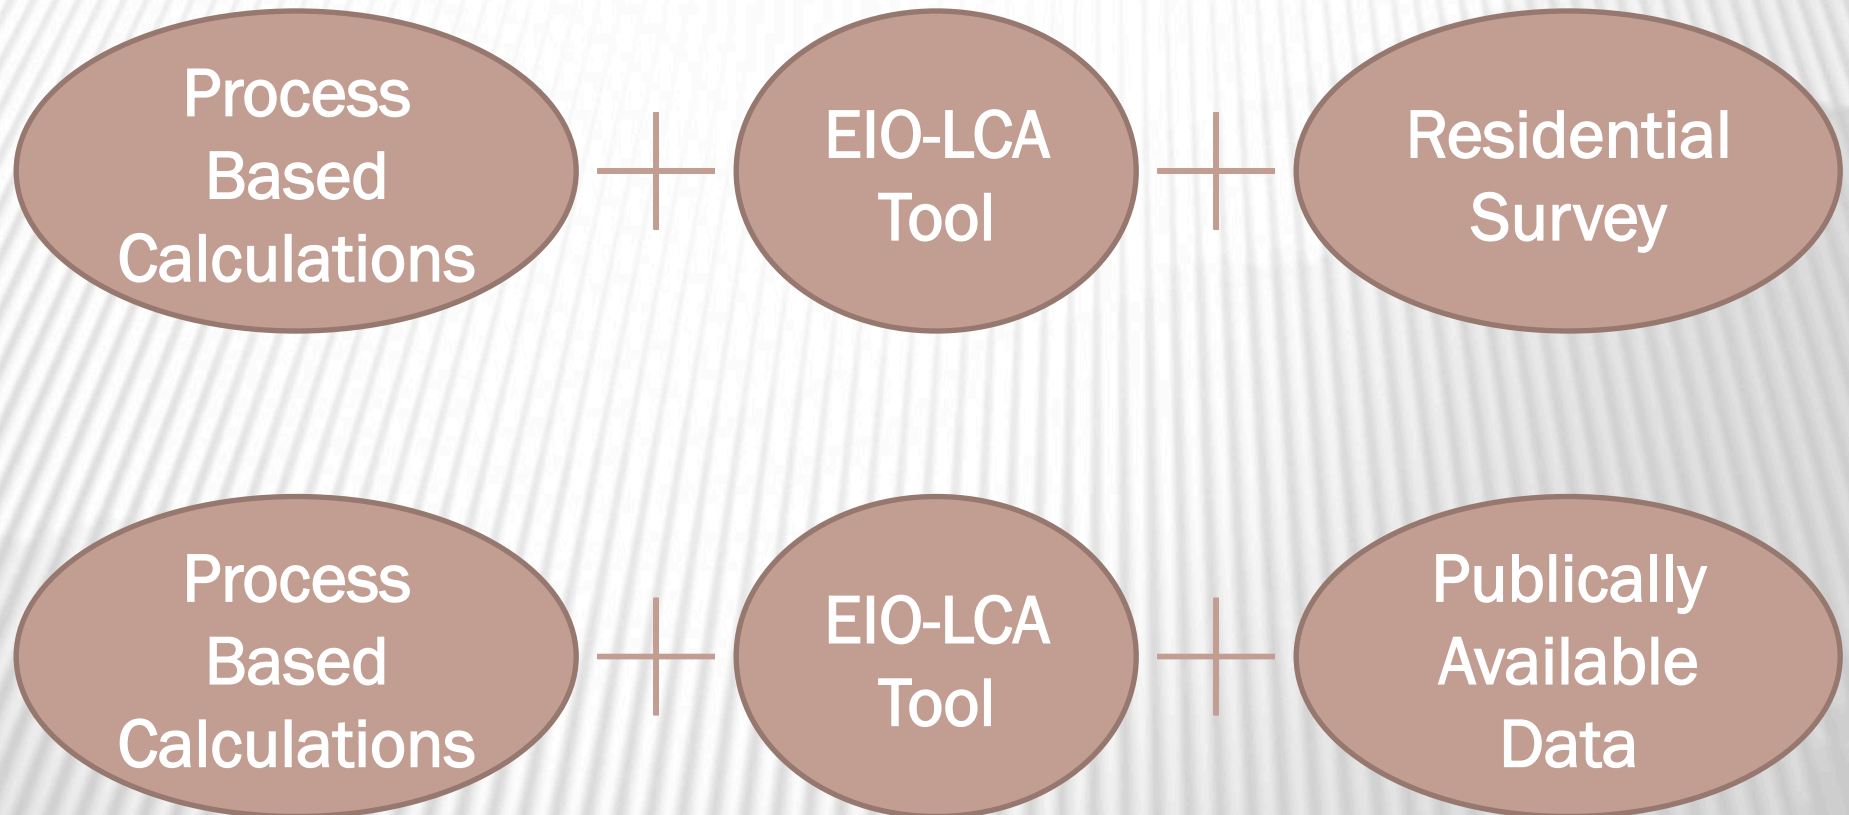 Process
Based
Calculations
EIO-LCA
Tool
Residential
Survey
Process
Based
Calculations
EIO-LCA
Tool
Publically
Available
Data